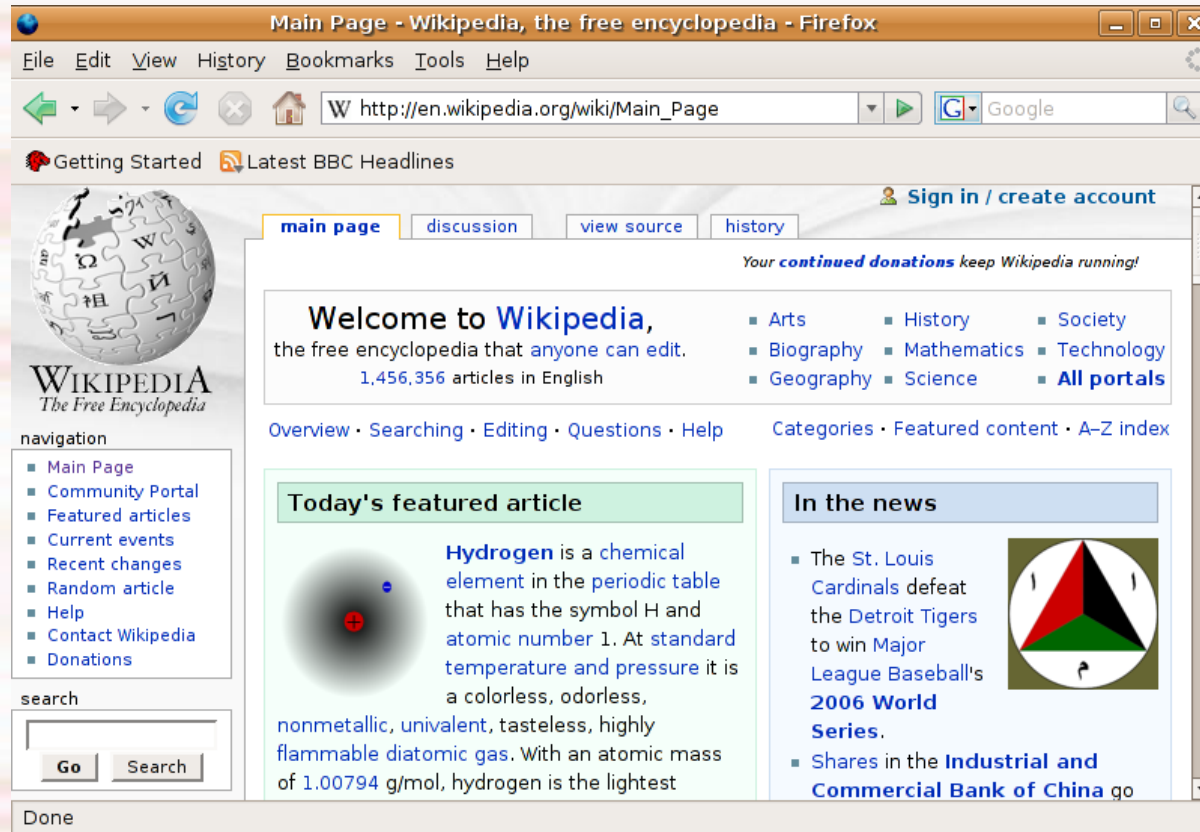 Main Page - Wikipedia, the free encyclopedia - Firefox
File Edit View History Bookmarks Tools Help
W http://en.wikipedia.org/wiki/Main_Page G Google
Getting Started Latest BBC Headlines
Sign in / create account
main page discussion view source history
Your continued donations keep Wikipedia running!
Ω W И 祖
WIKIPEDIA
The Free Encyclopedia
navigation
Main Page
Community Portal
Featured articles
Current events
Recent changes
Random article
Help
Contact Wikipedia
Donations
search
Go Search
Welcome to Wikipedia,
the free encyclopedia that anyone can edit.
1,456,356 articles in English
Arts History Society
Biography Mathematics Technology
Geography Science All portals
Overview · Searching · Editing · Questions · Help
Categories · Featured content · A–Z index
Today's featured article
+
Hydrogen is a chemical
element in the periodic table
that has the symbol H and
atomic number 1. At standard
temperature and pressure it is
a colorless, odorless,
nonmetallic, univalent, tasteless, highly
flammable diatomic gas. With an atomic mass
of 1.00794 g/mol, hydrogen is the lightest
In the news
The St. Louis
Cardinals defeat
the Detroit Tigers
to win Major
League Baseball's
2006 World
Series.
Shares in the Industrial and
Commercial Bank of China go
ا ا
م
Done